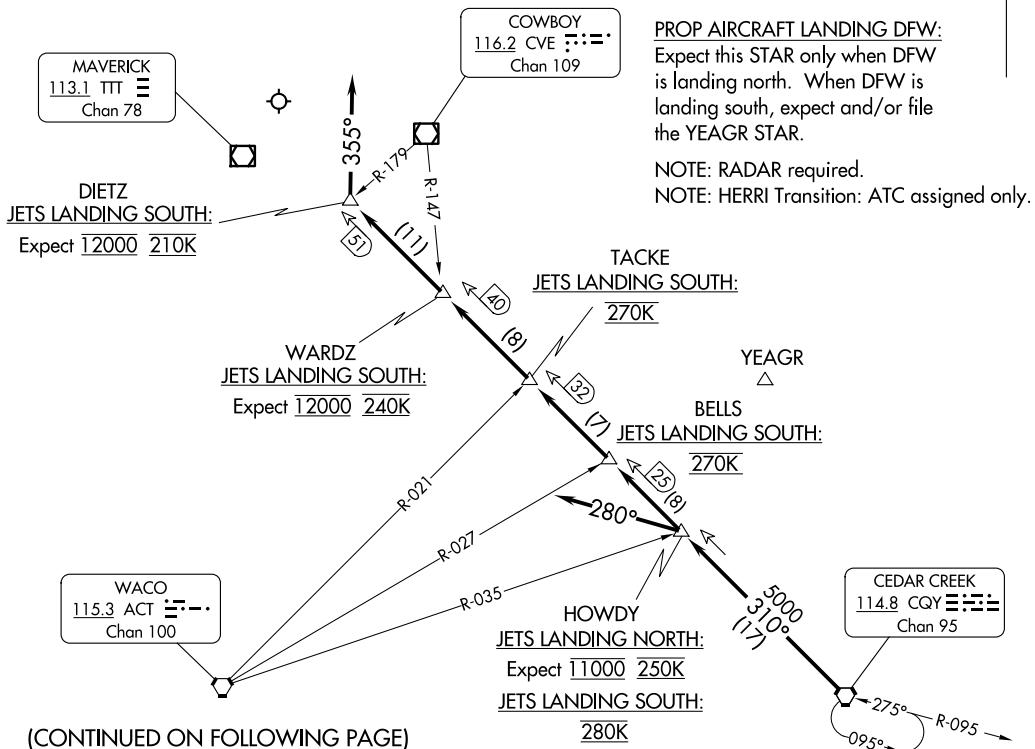 COWBOY
116.2 CVE
Chan 109
PROP AIRCRAFT LANDING DFW:
Expect this STAR only when DFW
is landing north. When DFW is
landing south, expect and/or file
the YEAGR STAR.
NOTE: RADAR required.
NOTE: HERRI Transition: ATC assigned only.
MAVERICK
113.1 TTT
Chan 78
355°
R-179
R-147
DIETZ
JETS LANDING SOUTH:
Expect 12000 210K
51
(11)
TACKE
JETS LANDING SOUTH:
270K
40
(8)
WARDZ
JETS LANDING SOUTH:
Expect 12000 240K
YEAGR
32
(7)
BELLS
JETS LANDING SOUTH:
270K
25
(8)
280°
R-021
R-027
R-035
WACO
115.3 ACT
Chan 100
HOWDY
JETS LANDING NORTH:
Expect 11000 250K
JETS LANDING SOUTH:
280K
5000
310°
(17)
CEDAR CREEK
114.8 CQY
Chan 95
275°
R-095
095°
(CONTINUED ON FOLLOWING PAGE)